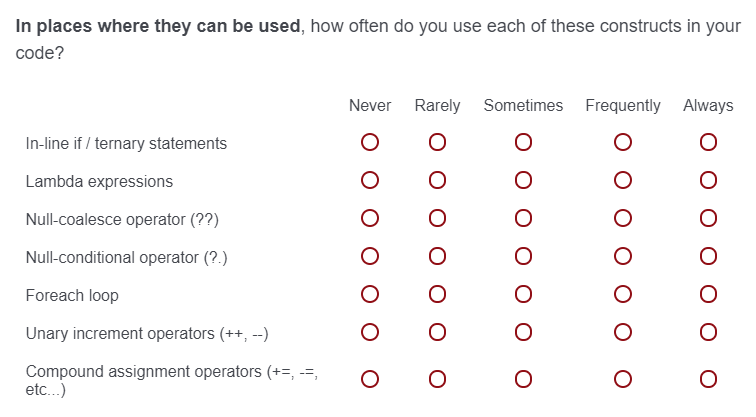 In places where they can be used, how often do you use each of these constructs in your
code?
Never Rarely Sometimes Frequently Always
In-line if / ternary statements
Lambda expressions
Null-coalesce operator (??)
Null-conditional operator (?.)
Foreach loop
Unary increment operators (++, --)
Compound assignment operators (+=, -=,
etc...)